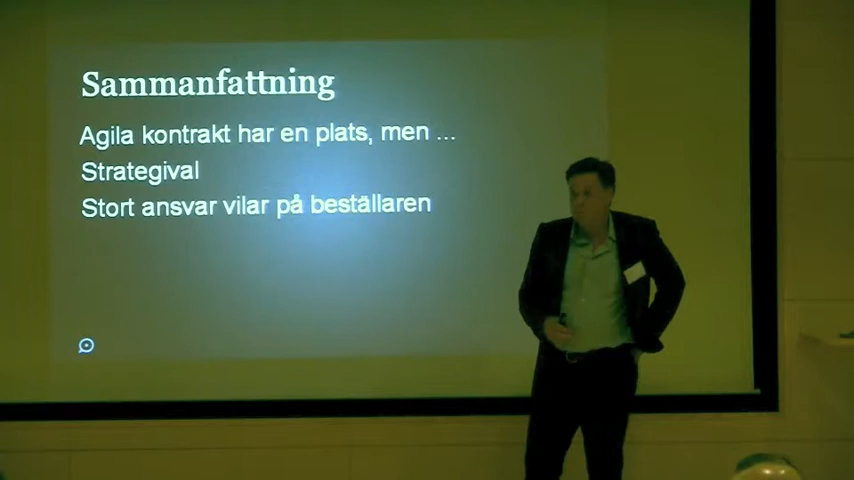 Sammanfattning
Agila kontrakt har en plats, men ...
Strategival
Stort ansvar vilar på beställaren